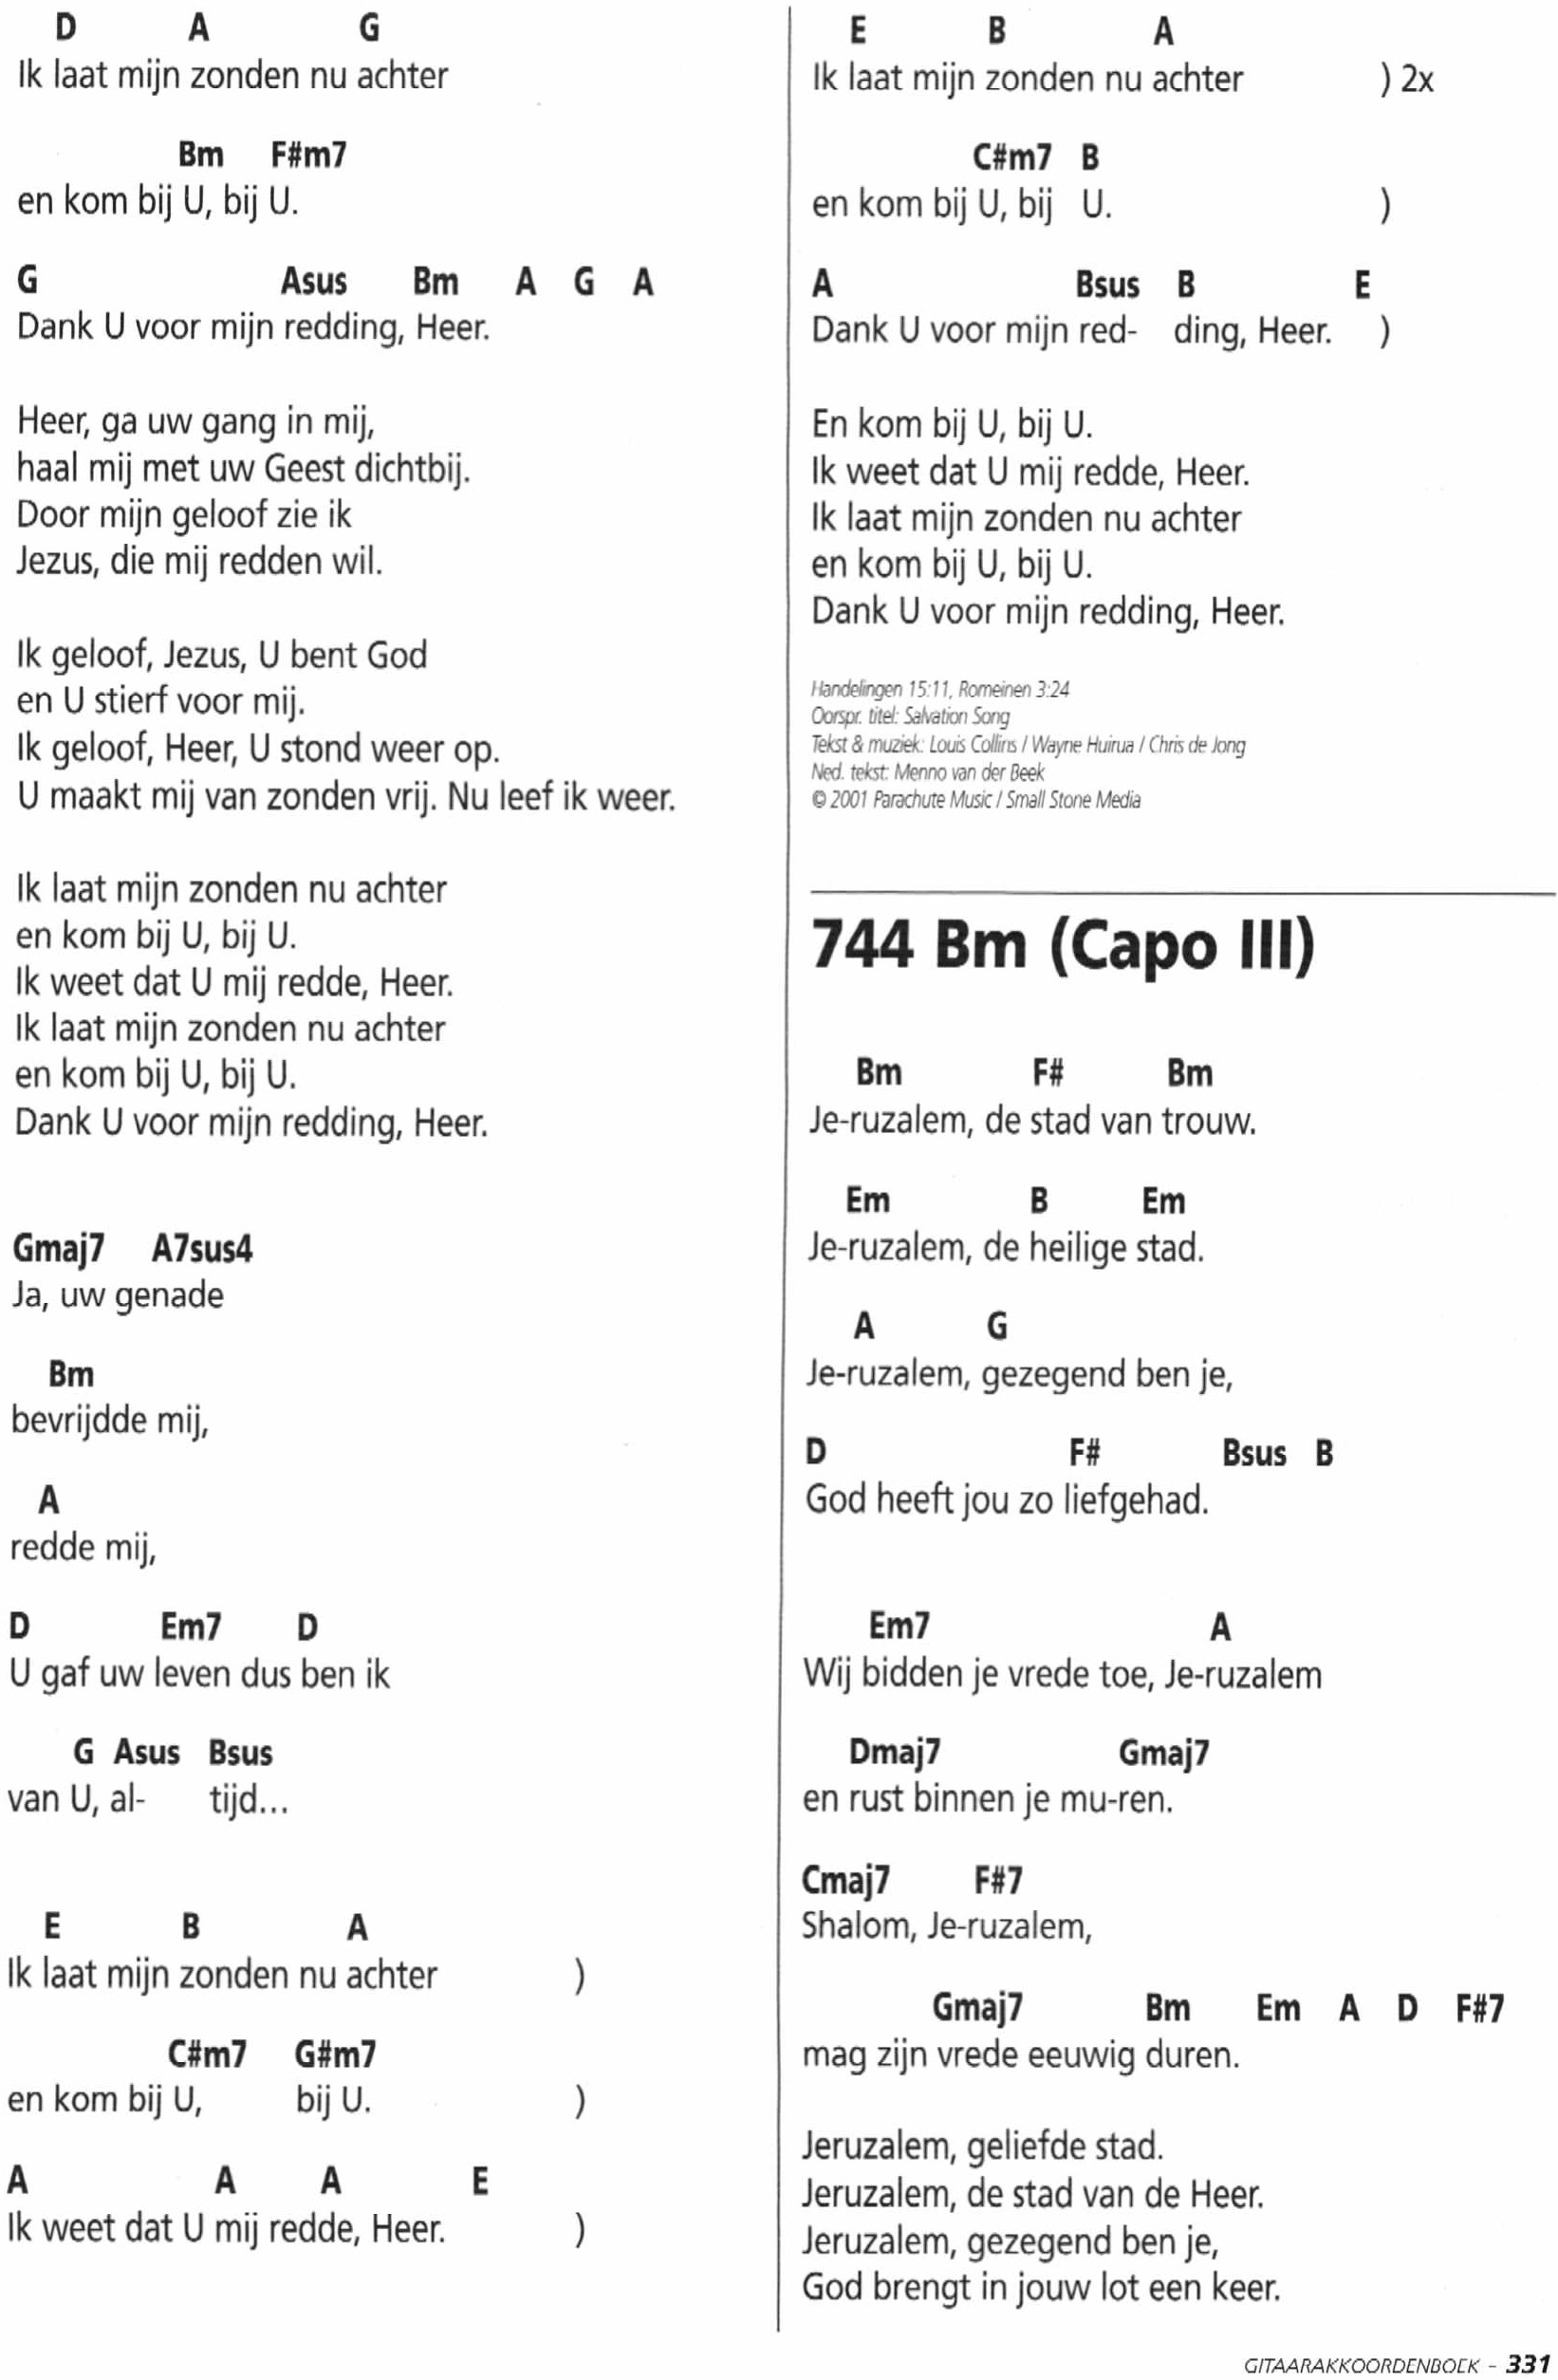 D A G
Ik laat mijn zonden nu achter
Bm F#m7
en kom bij U, bij U.
G Asus Bm A G A
Dank U voor mijn redding, Heer.
Heer, ga uw gang in mij,
haal mij met uw Geest dichtbij.
Door mijn geloof zie ik
Jezus, die mij redden wil.
Ik geloof, Jezus, U bent God
en U stierf voor mij.
Ik geloof, Heer, U stond weer op.
U maakt mij van zonden vrij. Nu leef ik weer.
Ik laat mijn zonden nu achter
en kom bij U, bij U.
Ik weet dat U mij redde, Heer.
Ik laat mijn zonden nu achter
en kom bij U, bij U.
Dank U voor mijn redding, Heer.
Gmaj7 A7sus4
Ja, uw genade
Bm
bevrijdde mij,
A
redde mij,
D Em7 D
U gaf uw leven dus ben ik
G Asus Bsus
van U, al- tijd...
E B A
Ik laat mijn zonden nu achter )
C#m7 G#m7
en kom bij U, bij U. )
A A A E
Ik weet dat U mij redde, Heer. )
E B A
Ik laat mijn zonden nu achter ) 2x
C#m7 B
en kom bij U, bij U. )
A Bsus B E
Dank U voor mijn red- ding, Heer. )
En kom bij U, bij U.
Ik weet dat U mij redde, Heer.
Ik laat mijn zonden nu achter
en kom bij U, bij U.
Dank U voor mijn redding, Heer.
Handelingen 15:11, Romeinen 3:24
Oorspr. titel: Salvation Song
Tekst & muziek: Louis Collins / Wayne Huirua / Chris de Jong
Ned. tekst: Menno van der Beek
© 2001 Parachute Music / Small Stone Media
744 Bm (Capo III)
Bm F# Bm
Je-ruzalem, de stad van trouw.
Em B Em
Je-ruzalem, de heilige stad.
A G
Je-ruzalem, gezegend ben je,
D F# Bsus B
God heeft jou zo liefgehad.
Em7 A
Wij bidden je vrede toe, Je-ruzalem
Dmaj7 Gmaj7
en rust binnen je mu-ren.
Cmaj7 F#7
Shalom, Je-ruzalem,
Gmaj7 Bm Em A D F#7
mag zijn vrede eeuwig duren.
Jeruzalem, geliefde stad.
Jeruzalem, de stad van de Heer.
Jeruzalem, gezegend ben je,
God brengt in jouw lot een keer.
GITAARAKKOORDENBOEK - 331